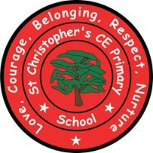 Love, Courage, Belonging, Respect, Nurture
St Christopher's CE Primary
School